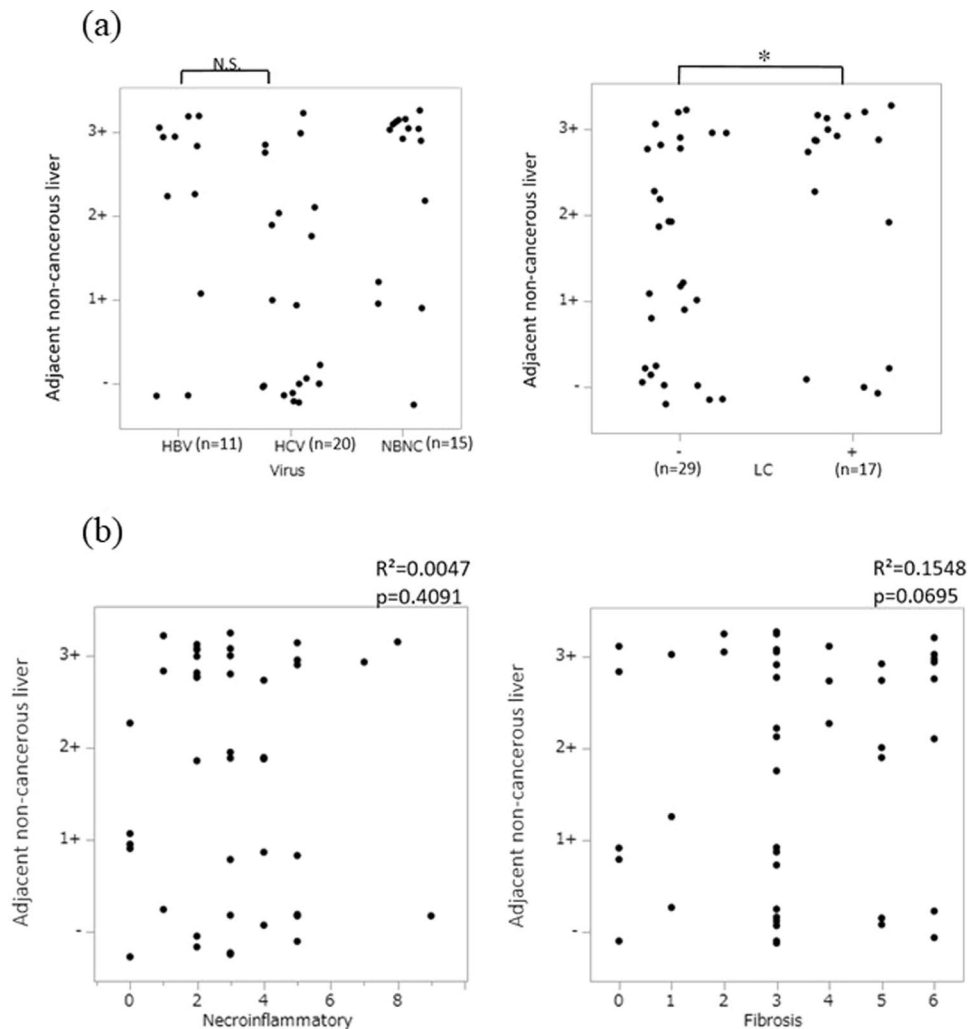 (a)
N.S.
Adjacent non-cancerous liver
3+
2+
1+
-
HBV (n=11) HCV (n=20) NBNC (n=15)
Virus
*
Adjacent non-cancerous liver
3+
2+
1+
-
- +
(n=29) LC (n=17)
(b)
R²=0.0047
p=0.4091
Adjacent non-cancerous liver
3+
2+
1+
-
0 2 4 6 8
Necroinflammatory
R²=0.1548
p=0.0695
Adjacent non-cancerous liver
3+
2+
1+
-
0 1 2 3 4 5 6
Fibrosis